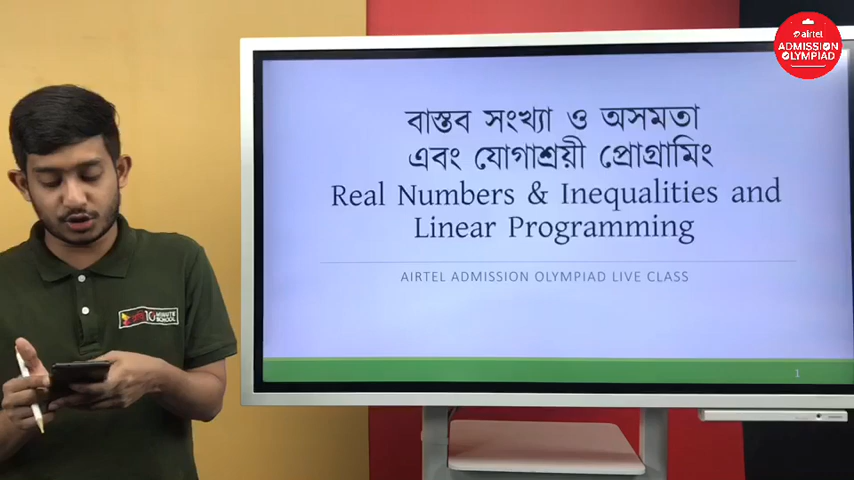 airtel
ADMISSION
OLYMPIAD
বাস্তব সংখ্যা ও অসমতা
এবং যোগাশ্রয়ী প্রোগ্রামিং
Real Numbers & Inequalities and
Linear Programming
AIRTEL ADMISSION OLYMPIAD LIVE CLASS
1
10 MINUTE
SCHOOL